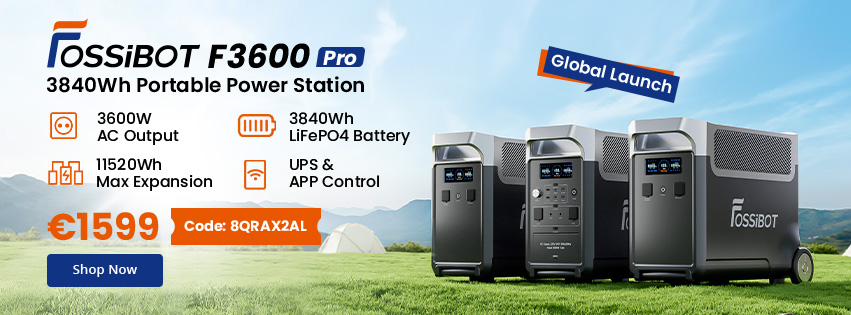 FOSSiBOT F3600 Pro
3840Wh Portable Power Station
Global Launch
3600W
AC Output
3840Wh
LiFePO4 Battery
11520Wh
Max Expansion
UPS &
APP Control
€1599
Code: 8QRAX2AL
Shop Now
FOSSiBOT